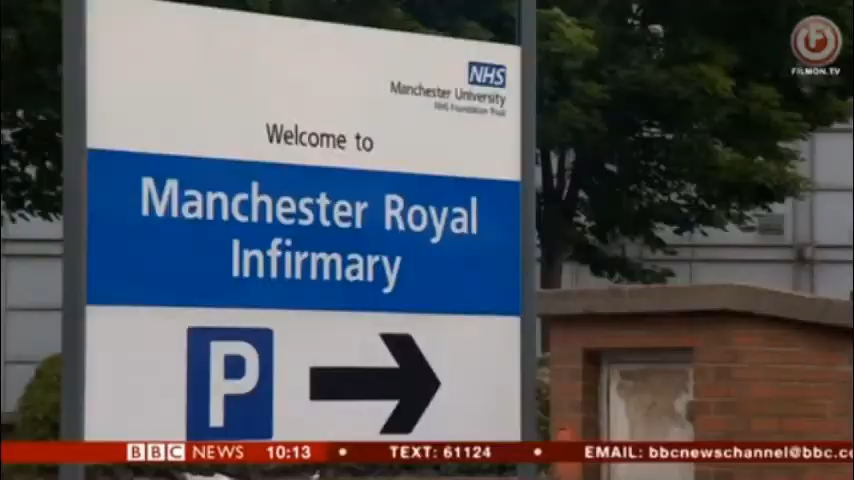 F
FILMON.TV
NHS
Manchester University
NHS Foundation Trust
Welcome to
Manchester Royal
Infirmary
P
BBC NEWS 10:13 • TEXT: 61124 • EMAIL: bbcnewschannel@bbc.c